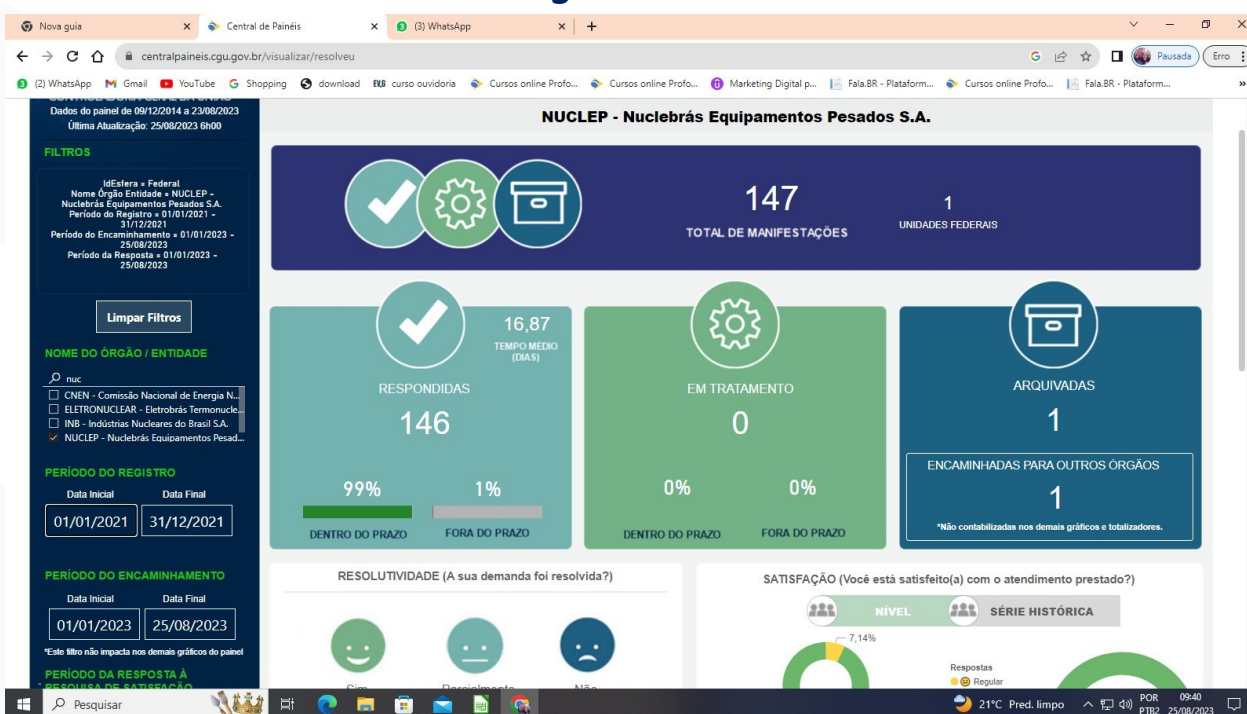 Nova guia
Central de Painéis
(3) WhatsApp
centralpaineis.cgu.gov.br/visualizar/resolveu
Pausada
Erro
(2) WhatsApp
Gmail
YouTube
Shopping
download
EV.G curso ouvidoria
Cursos online Profo...
Cursos online Profo...
Marketing Digital p...
Fala.BR - Plataform...
Cursos online Profo...
Fala.BR - Plataform...
Dados do painel de 09/12/2014 a 23/08/2023
Última Atualização: 25/08/2023 6h00
FILTROS
IdEsfera = Federal
Nome Órgão Entidade = NUCLEP -
Nuclebrás Equipamentos Pesados S.A.
Período do Registro = 01/01/2021 -
31/12/2021
Período do Encaminhamento = 01/01/2023 -
25/08/2023
Período da Resposta = 01/01/2023 -
25/08/2023
Limpar Filtros
NOME DO ÓRGÃO / ENTIDADE
nuc
CNEN - Comissão Nacional de Energia N...
ELETRONUCLEAR - Eletrobrás Termonucle...
INB - Indústrias Nucleares do Brasil S.A.
NUCLEP - Nuclebrás Equipamentos Pesad...
PERÍODO DO REGISTRO
Data Inicial Data Final
01/01/2021 31/12/2021
PERÍODO DO ENCAMINHAMENTO
Data Inicial Data Final
01/01/2023 25/08/2023
*Este filtro não impacta nos demais gráficos do painel
PERÍODO DA RESPOSTA À
PESQUISA DE SATISFAÇÃO
NUCLEP - Nuclebrás Equipamentos Pesados S.A.
147
TOTAL DE MANIFESTAÇÕES
1
UNIDADES FEDERAIS
16,87
TEMPO MÉDIO
(DIAS)
RESPONDIDAS
146
99% 1%
DENTRO DO PRAZO FORA DO PRAZO
EM TRATAMENTO
0
0% 0%
DENTRO DO PRAZO FORA DO PRAZO
ARQUIVADAS
1
ENCAMINHADAS PARA OUTROS ÓRGÃOS
1
*Não contabilizadas nos demais gráficos e totalizadores.
RESOLUTIVIDADE (A sua demanda foi resolvida?)
Sim Parcialmente Não
SATISFAÇÃO (Você está satisfeito(a) com o atendimento prestado?)
NÍVEL SÉRIE HISTÓRICA
7,14%
Respostas
Regular
Pesquisar
21°C Pred. limpo
POR
PTB2
09:40
25/08/2023